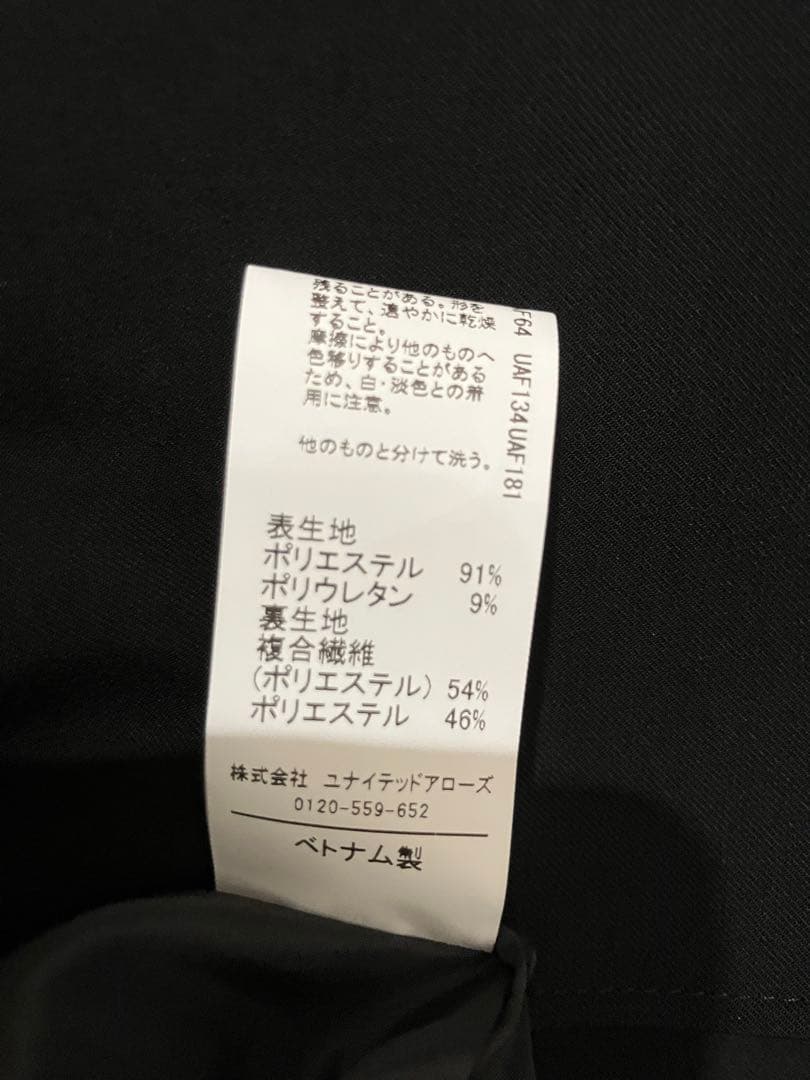 残ることがある。形を
整えて、速やかに乾燥
すること。
摩擦により他のものへ
色移りすることがある
ため、白・淡色との着
用に注意。
他のものと分けて洗う。
F64 UAF134UAF181
表生地
ポリエステル 91%
ポリウレタン 9%
裏生地
複合繊維
(ポリエステル) 54%
ポリエステル 46%
株式会社 ユナイテッドアローズ
0120-559-652
ベトナム製